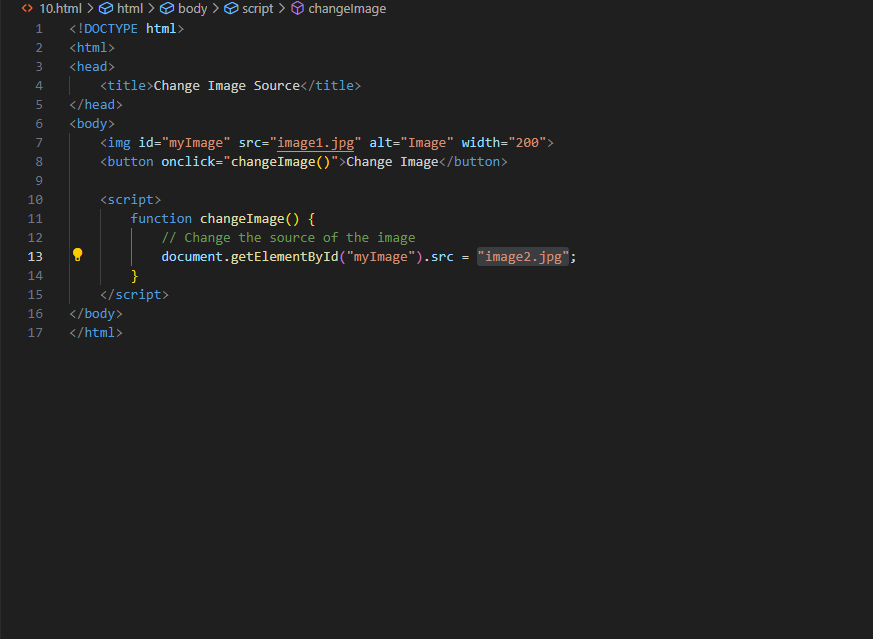 10.html > html > body > script > changeImage
1 <!DOCTYPE html>
2 <html>
3 <head>
4     <title>Change Image Source</title>
5 </head>
6 <body>
7     <img id="myImage" src="image1.jpg" alt="Image" width="200">
8     <button onclick="changeImage()">Change Image</button>
9
10     <script>
11         function changeImage() {
12             // Change the source of the image
13             document.getElementById("myImage").src = "image2.jpg";
14         }
15     </script>
16 </body>
17 </html>